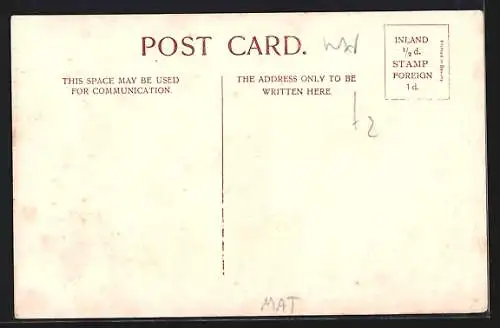 POST CARD.
THIS SPACE MAY BE USED
FOR COMMUNICATION.
THE ADDRESS ONLY TO BE
WRITTEN HERE
INLAND
½ d.
STAMP
FOREIGN
1 d.
2
MAT